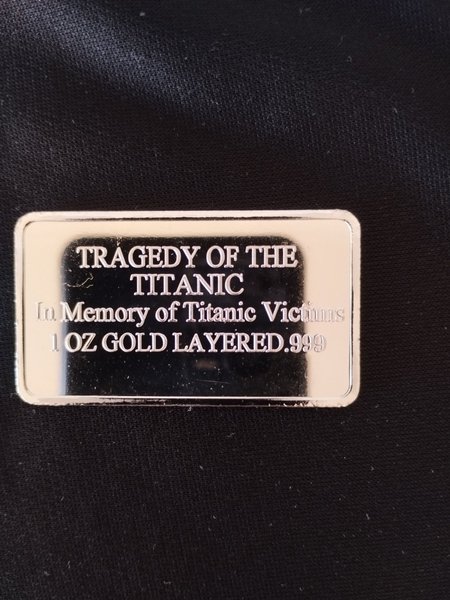 TRAGEDY OF THE
TITANIC
In Memory of Titanic Victims
1 OZ GOLD LAYERED.999